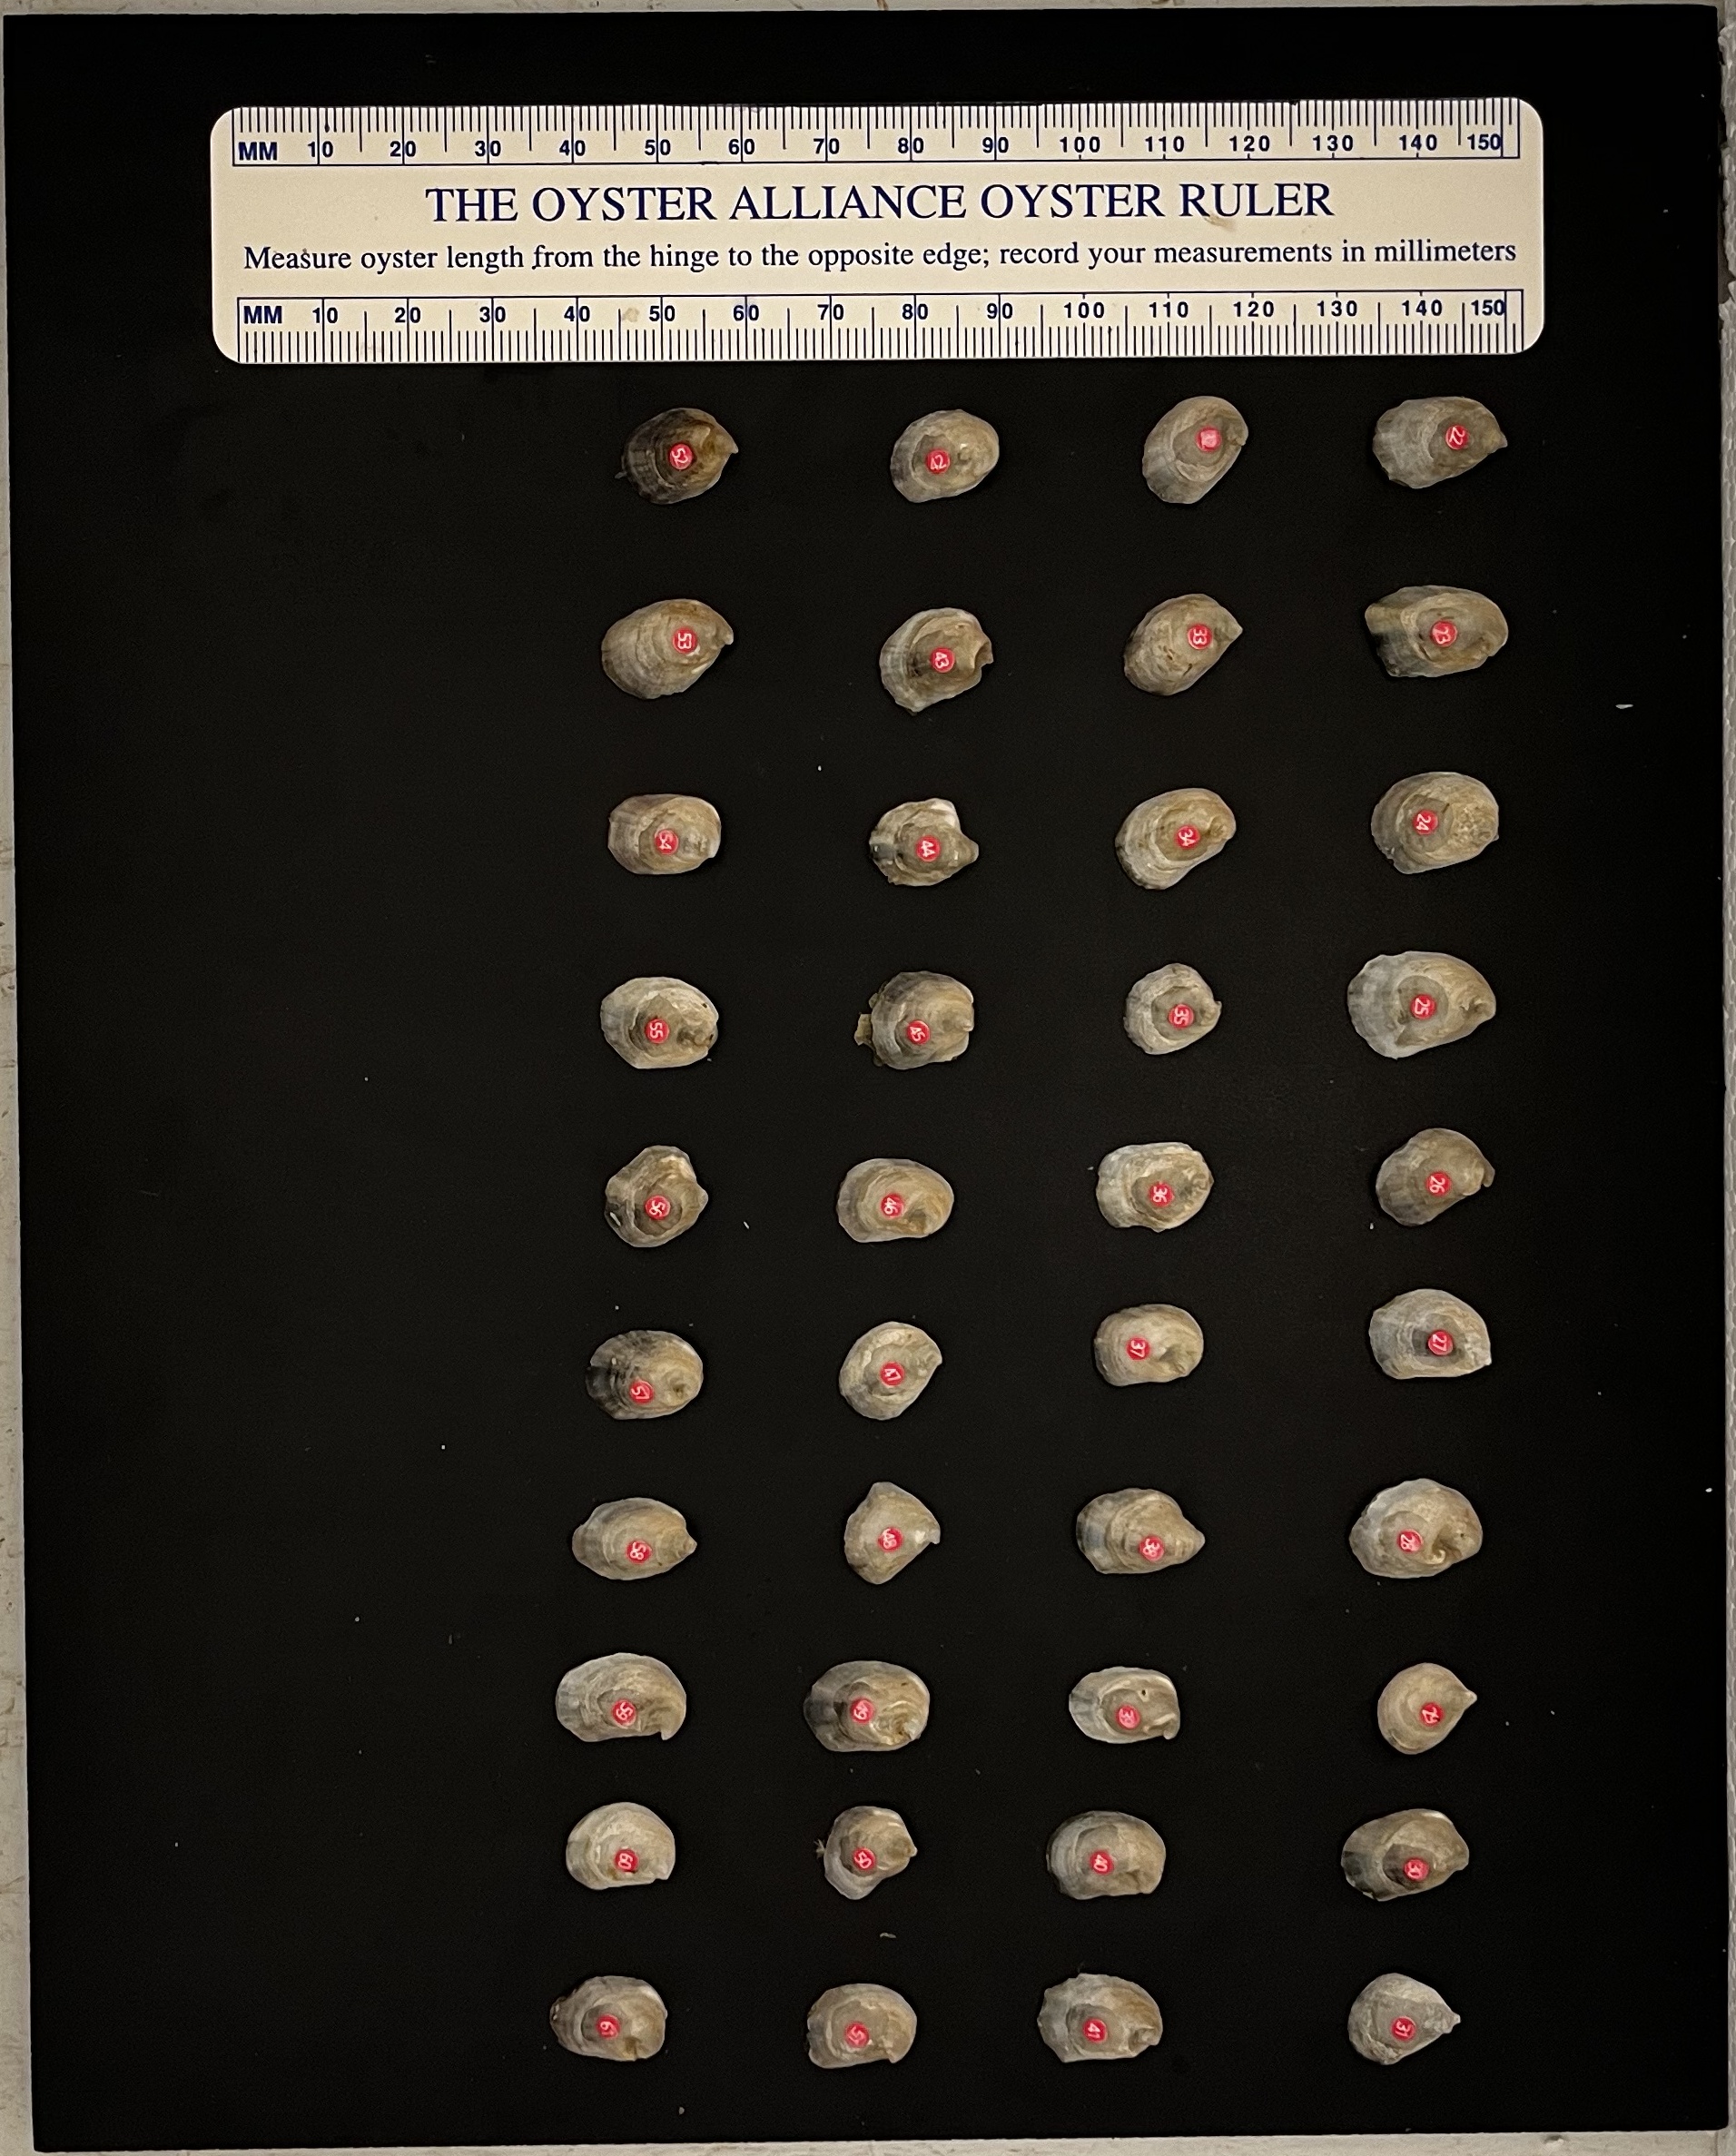 MM 10 20 30 40 50 60 70 80 90 100 110 120 130 140 150
THE OYSTER ALLIANCE OYSTER RULER
Measure oyster length from the hinge to the opposite edge; record your measurements in millimeters
MM 10 20 30 40 50 60 70 80 90 100 110 120 130 140 150
52 42 22
53 43 33 23
54 44 34 24
55 45 35 25
56 46 36 26
57 47 37 27
58 48 38 28
59 49 39 29
60 50 40 30
61 51 41 31